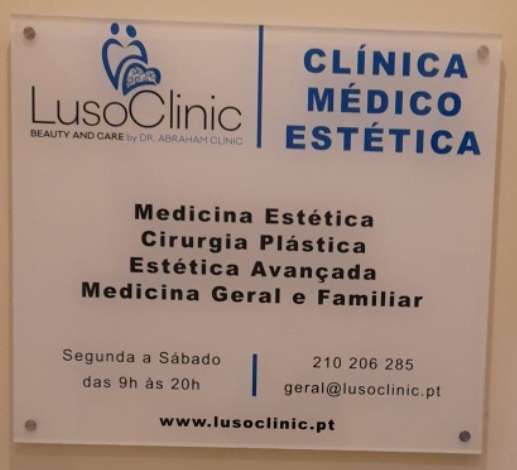 LusoClinic
BEAUTY AND CARE by DR. ABRAHAM CLINIC
CLÍNICA
MÉDICO
ESTÉTICA
Medicina Estética
Cirurgia Plástica
Estética Avançada
Medicina Geral e Familiar
Segunda a Sábado
das 9h às 20h
210 206 285
geral@lusoclinic.pt
www.lusoclinic.pt